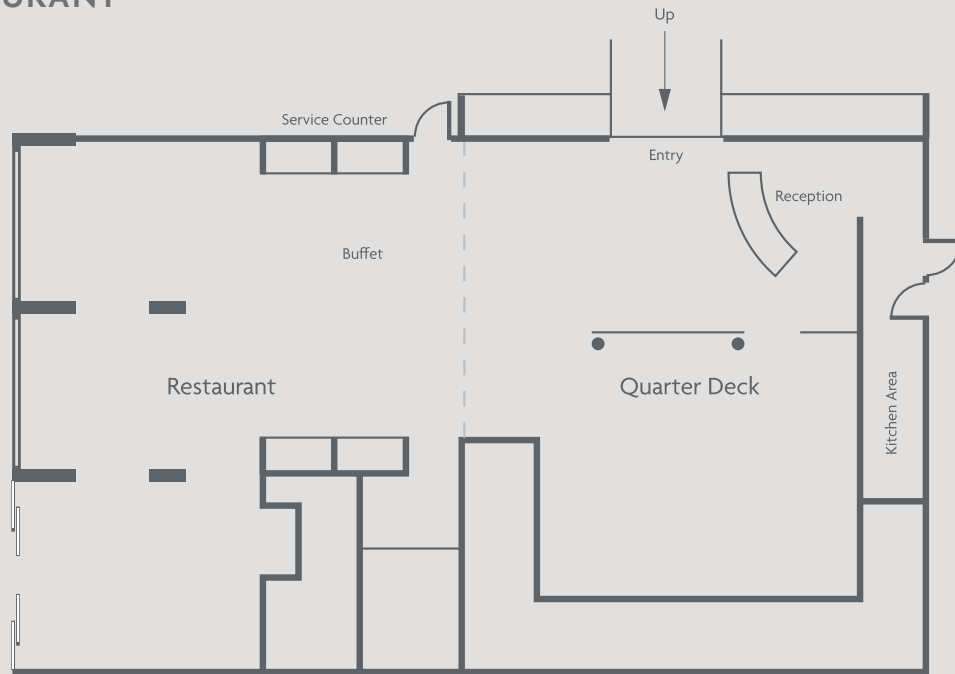 Up
Service Counter
Entry
Reception
Buffet
Restaurant
Quarter Deck
Kitchen Area